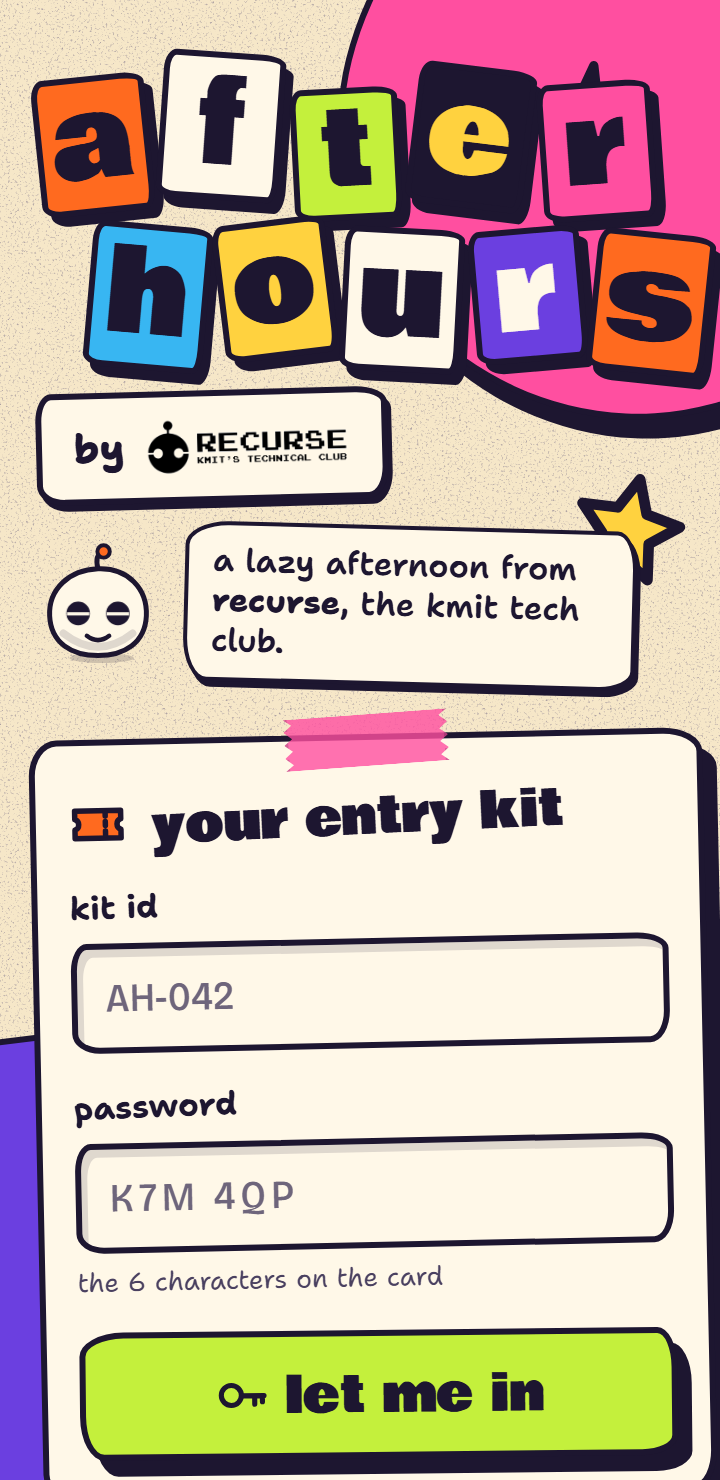 after
hours
by RECURSE
KMIT'S TECHNICAL CLUB
a lazy afternoon from
recurse, the kmit tech
club.
your entry kit
kit id
AH-042
password
K7M 4QP
the 6 characters on the card
let me in